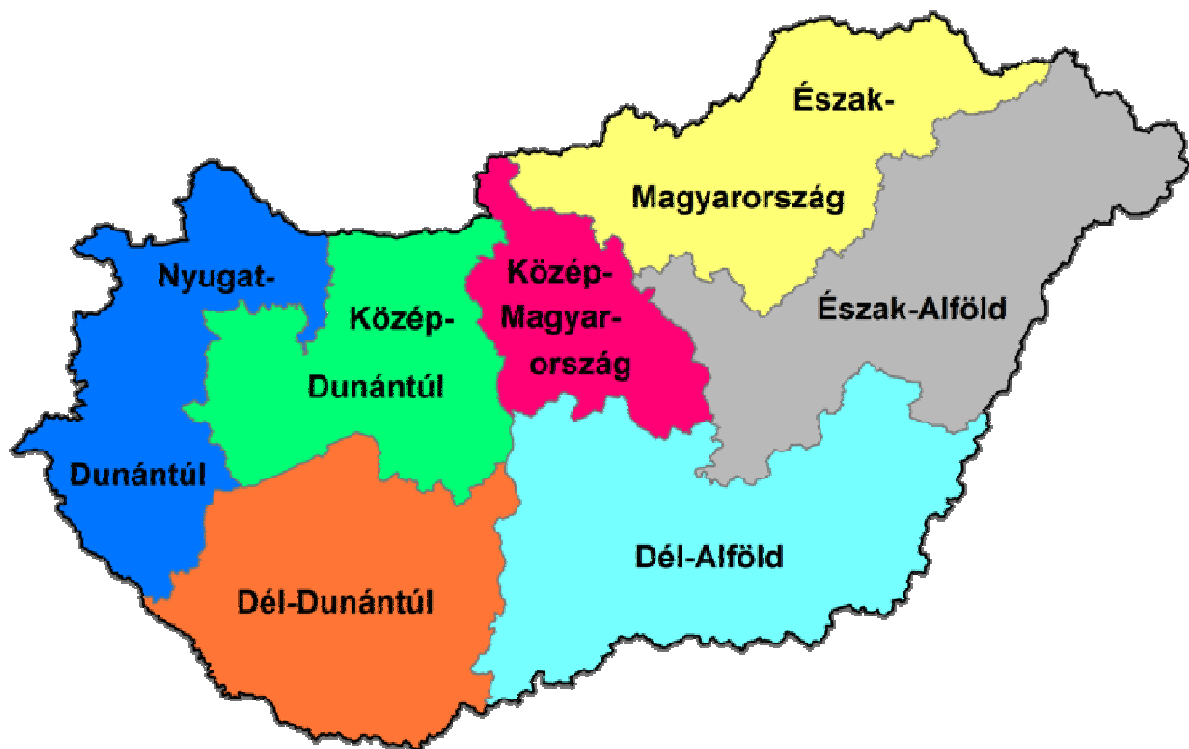 Észak-
Magyarország
Nyugat-
Dunántúl
Közép-
Dunántúl
Közép-
Magyar-
ország
Észak-Alföld
Dél-Alföld
Dél-Dunántúl